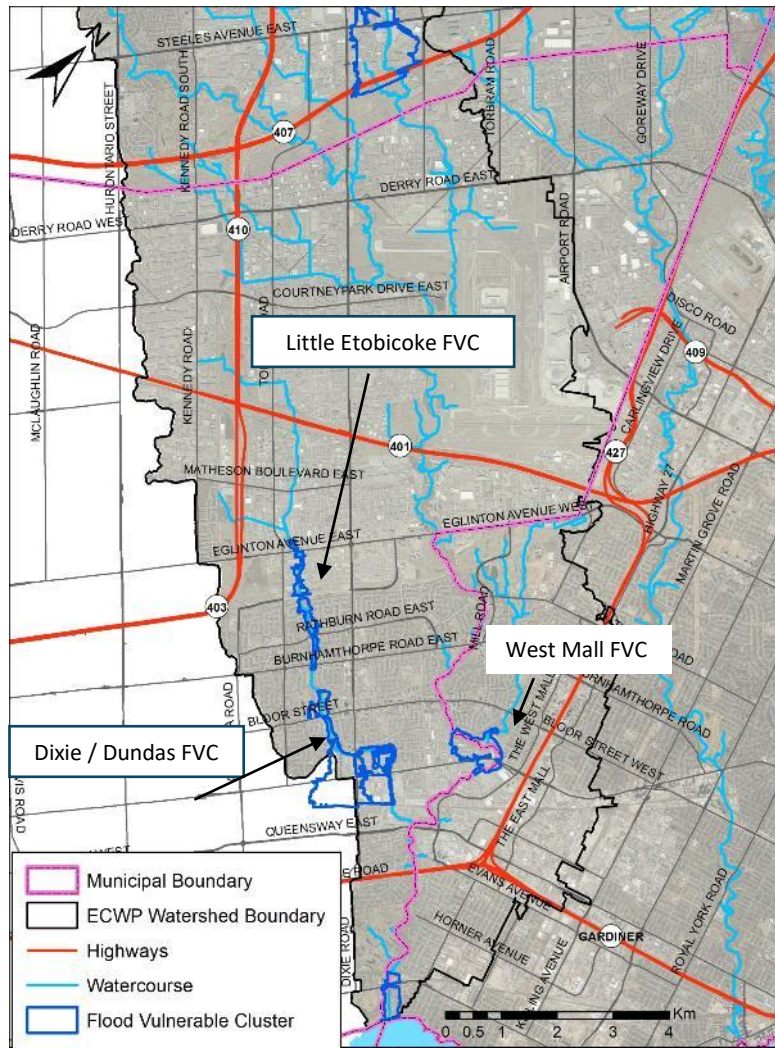 N
STEELES AVENUE EAST
HURONTARIO STREET
KENNEDY ROAD SOUTH
407
TORBRAM ROAD
GOREWAY DRIVE
DERRY ROAD EAST
DERRY ROAD WEST
410
AIRPORT ROAD
COURTNEYPARK DRIVE EAST
DISCO ROAD
Little Etobicoke FVC
MCLAUGHLIN ROAD
KENNEDY ROAD
409
CARLINGVIEW DRIVE
401
427
MATHESON BOULEVARD EAST
HIGHWAY 27
MARTIN GROVE ROAD
EGLINTON AVENUE WEST
EGLINTON AVENUE EAST
403
RATHBURN ROAD EAST
MILL ROAD
BURNHAMTHORPE ROAD EAST
West Mall FVC
BURNHAMTHORPE ROAD
BLOOR STREET
THE WEST MALL
BLOOR STREET WEST
Dixie / Dundas FVC
THE EAST MALL
QUEENSWAY EAST
EVANS AVENUE
ROYAL YORK ROAD
HORNER AVENUE
GARDINER
DIXIE ROAD
KIPLING AVENUE
Municipal Boundary
ECWP Watershed Boundary
Highways
Watercourse
Flood Vulnerable Cluster
Km
0 0.5 1 2 3 4